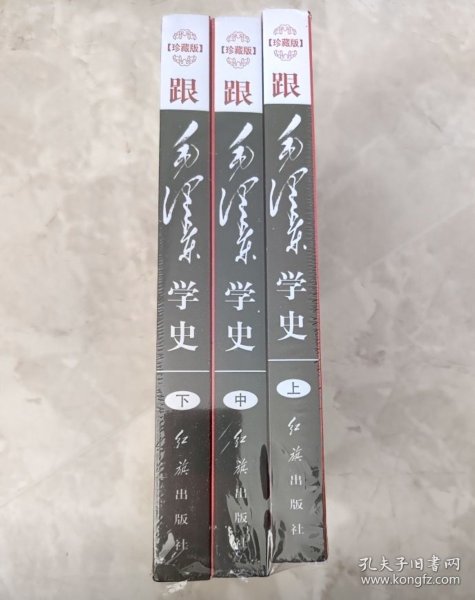 【珍藏版】
跟
毛泽东
学史
下
红旗出版社
【珍藏版】
跟
毛泽东
学史
中
红旗出版社
【珍藏版】
跟
毛泽东
学史
上
红旗出版社
孔夫子旧书网
www.kongfz.com